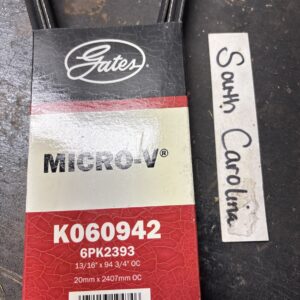 Gates
MICRO-V®
K060942
6PK2393
13/16" x 94 3/4" OC
20mm x 2407mm OC
South Carolina